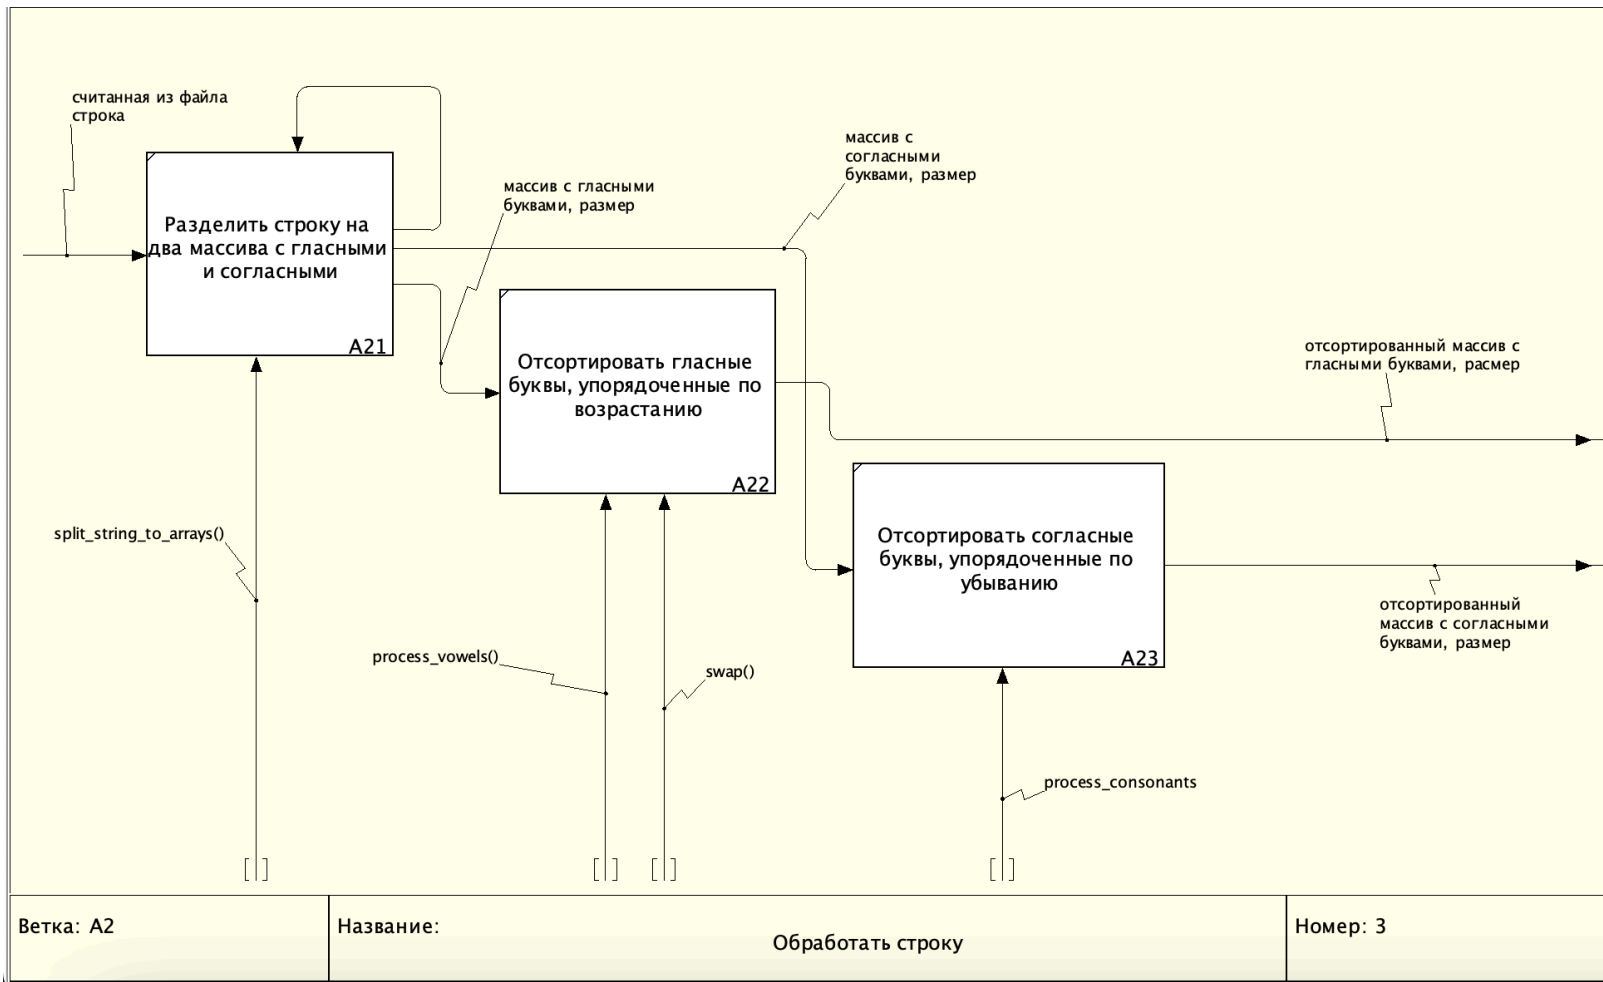 считанная из файла
строка
массив с
согласными
буквами, размер
массив с гласными
буквами, размер
Разделить строку на
два массива с гласными
и согласными
A21
Отсортировать гласные
буквы, упорядоченные по
возрастанию
A22
отсортированный массив с
гласными буквами, расмер
split_string_to_arrays()
Отсортировать согласные
буквы, упорядоченные по
убыванию
A23
отсортированный
массив с согласными
буквами, размер
process_vowels()
swap()
process_consonants
Ветка: A2
Название:
Обработать строку
Номер: 3